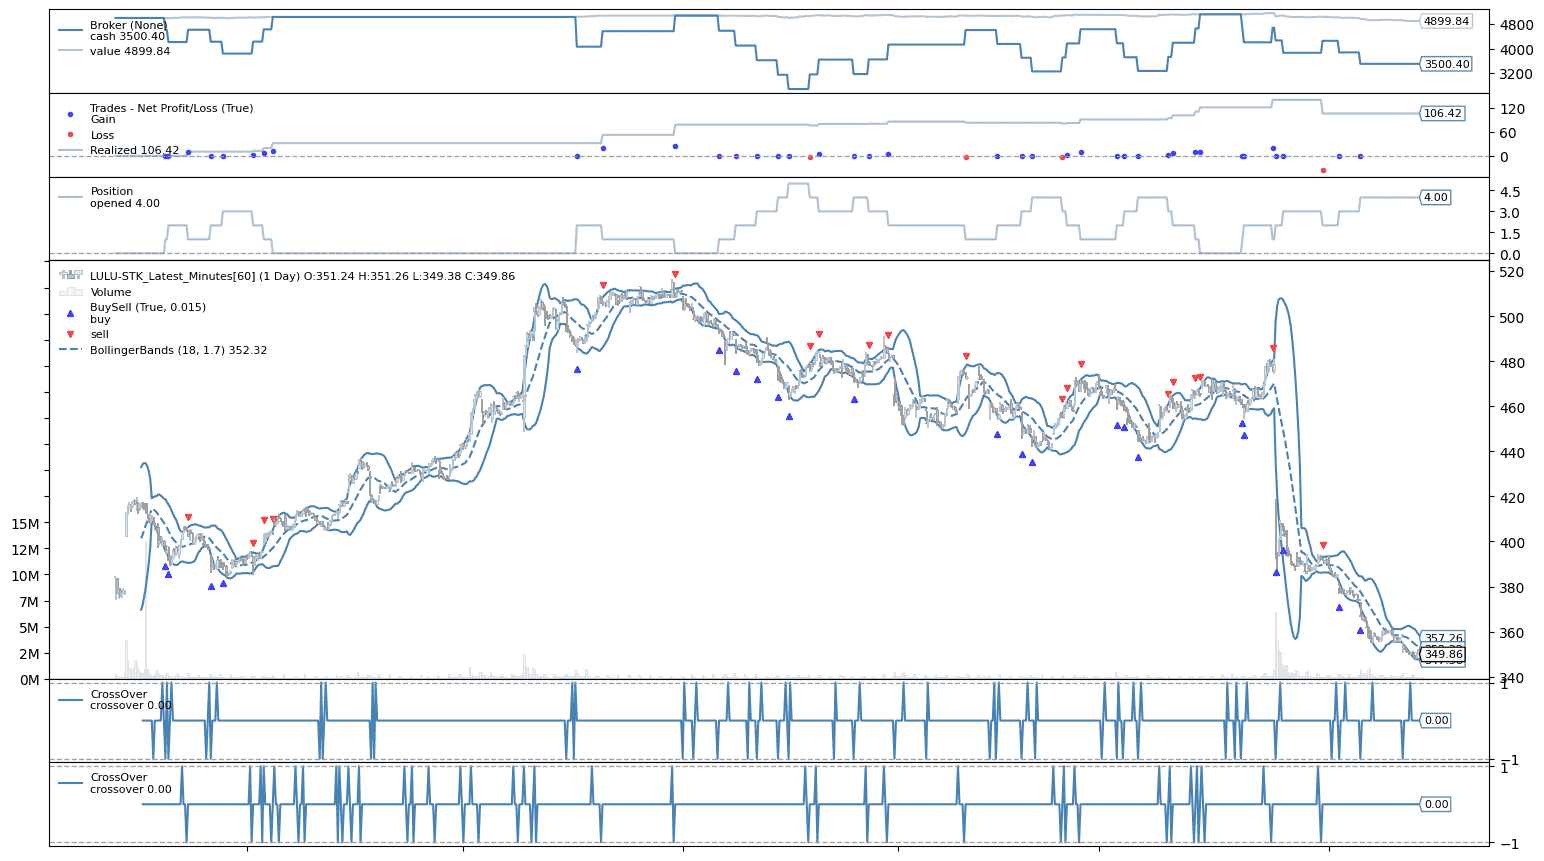 Broker (None)
cash 3500.40
value 4899.84
4899.84
3500.40
4800
4000
3200
Trades - Net Profit/Loss (True)
Gain
Loss
Realized 106.42
106.42
120
60
0
Position
opened 4.00
4.00
4.5
3.0
1.5
0.0
LULU-STK_Latest_Minutes[60] (1 Day) O:351.24 H:351.26 L:349.38 C:349.86
Volume
BuySell (True, 0.015)
buy
sell
BollingerBands (18, 1.7) 352.32
15M
12M
10M
7M
5M
2M
0M
520
500
480
460
440
420
400
380
360
340
357.26
349.86
CrossOver
crossover 0.00
0.00
1
−1
CrossOver
crossover 0.00
0.00
1
−1